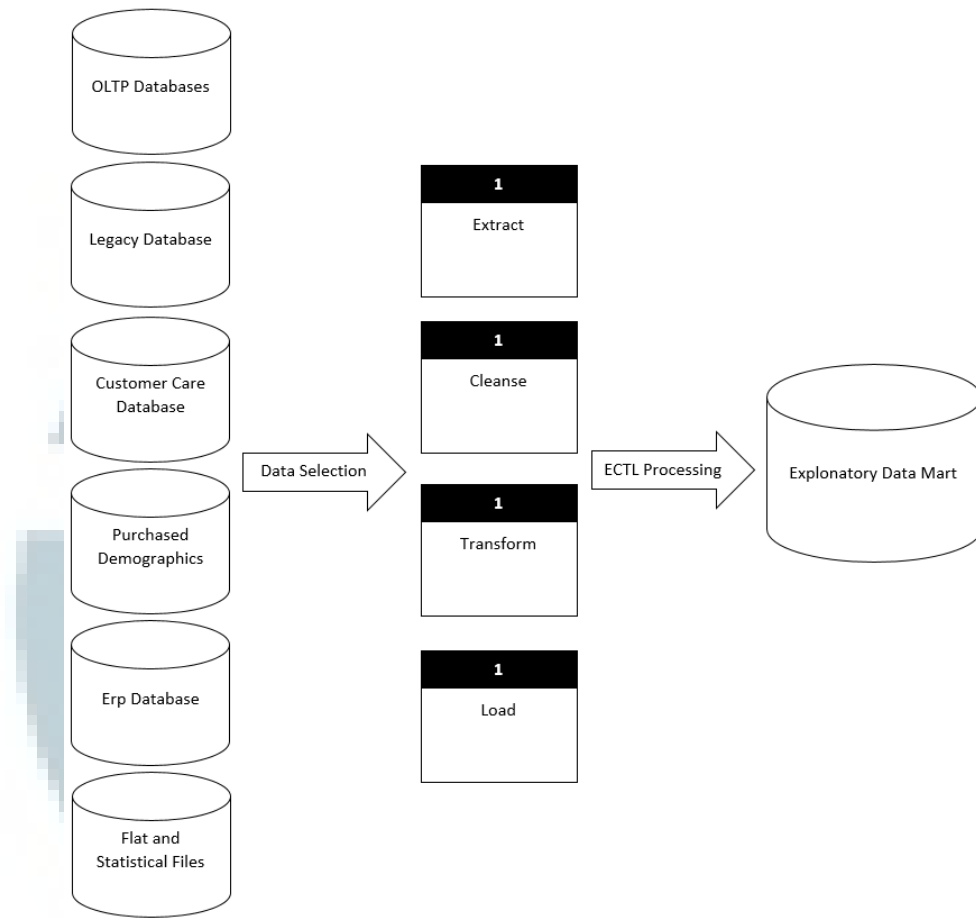 OLTP Databases
Legacy Database
Customer Care
Database
Purchased
Demographics
Erp Database
Flat and
Statistical Files
Data Selection
1
Extract
1
Cleanse
1
Transform
1
Load
ECTL Processing
Explonatory Data Mart